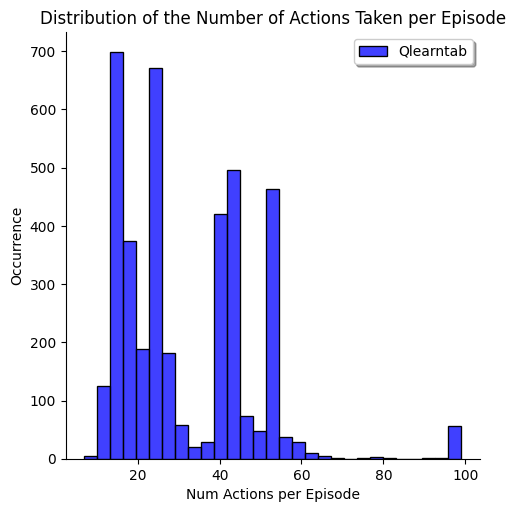 Distribution of the Number of Actions Taken per Episode
Qlearntab
700
600
500
400
300
200
100
0
Occurrence
20 40 60 80 100
Num Actions per Episode